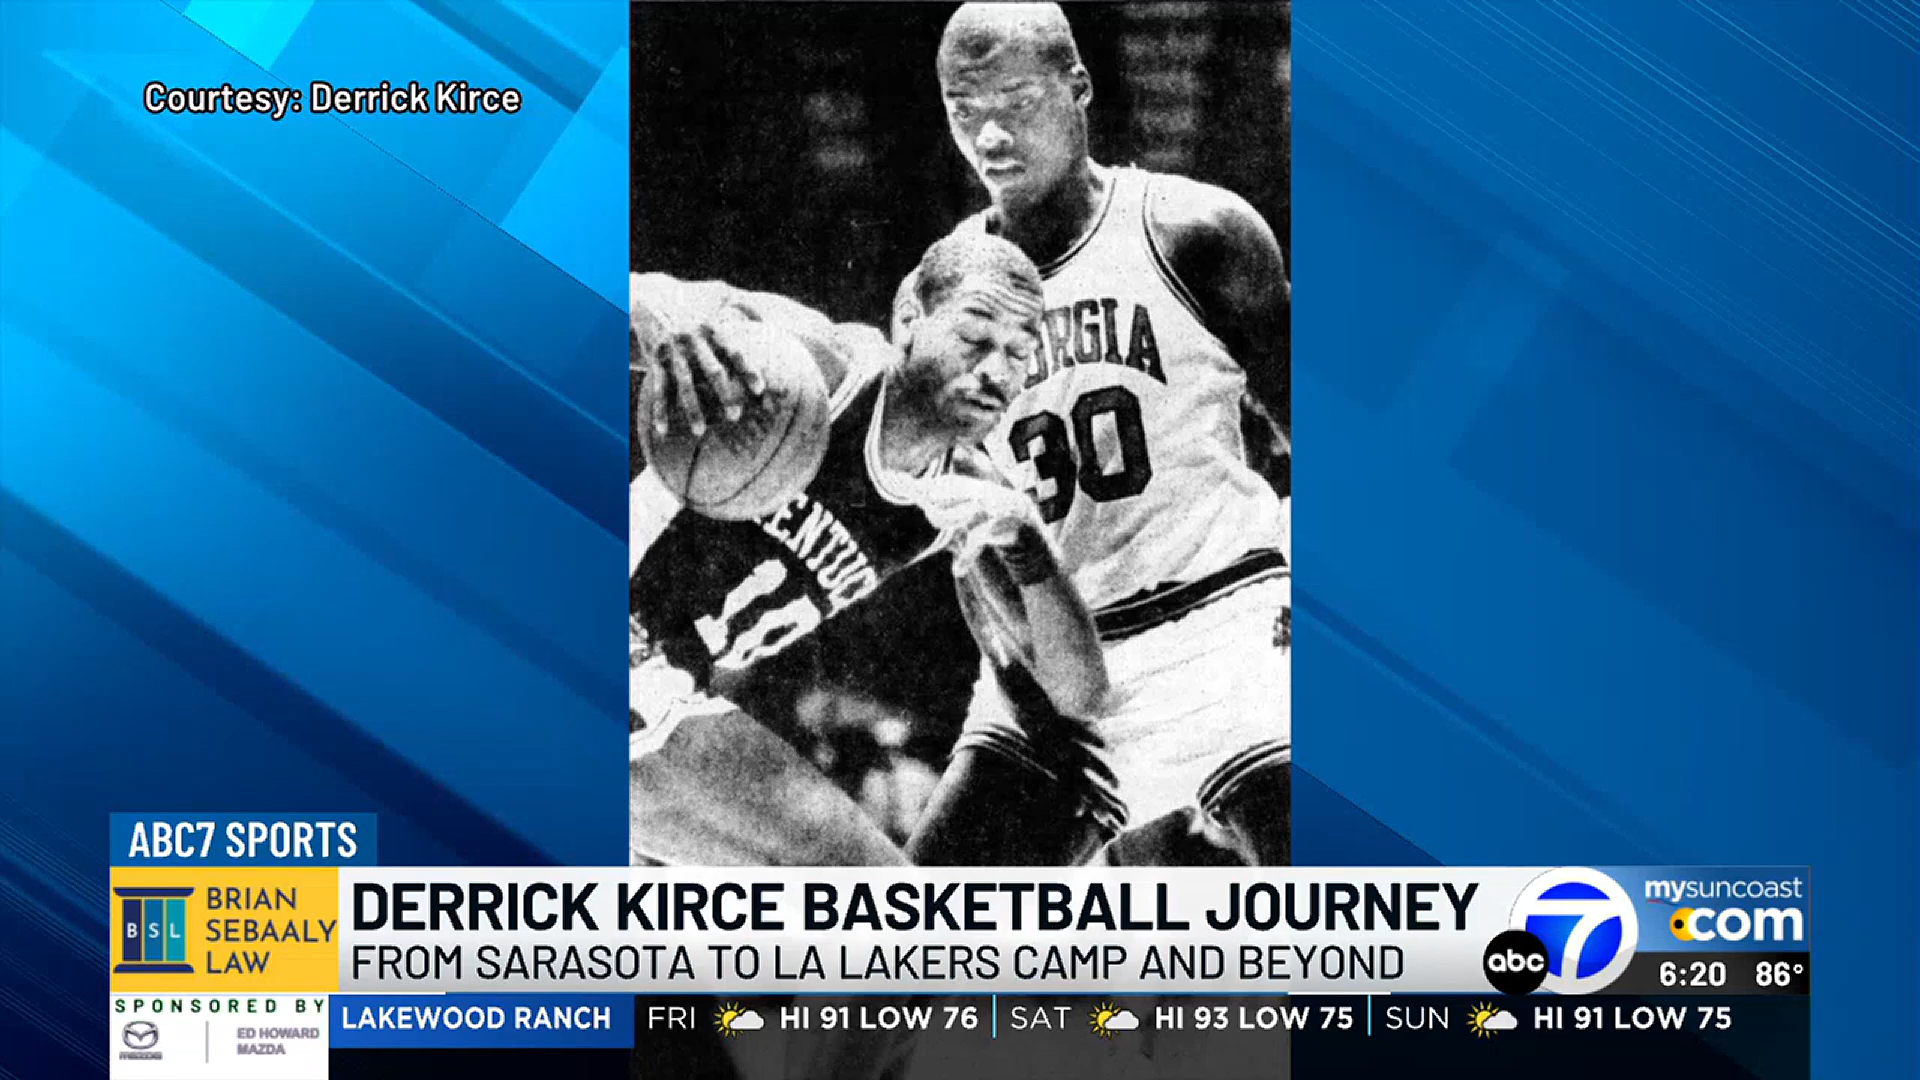 Courtesy: Derrick Kirce
ORGIA
30
ENTUC
ABC7 SPORTS
BRIAN
SEBAALY
LAW
BSL
DERRICK KIRCE BASKETBALL JOURNEY
FROM SARASOTA TO LA LAKERS CAMP AND BEYOND
abc 7
mysuncoast
.com
6:20 86°
SPONSORED BY
mazda
ED HOWARD
MAZDA
LAKEWOOD RANCH FRI HI 91 LOW 76 SAT HI 93 LOW 75 SUN HI 91 LOW 75